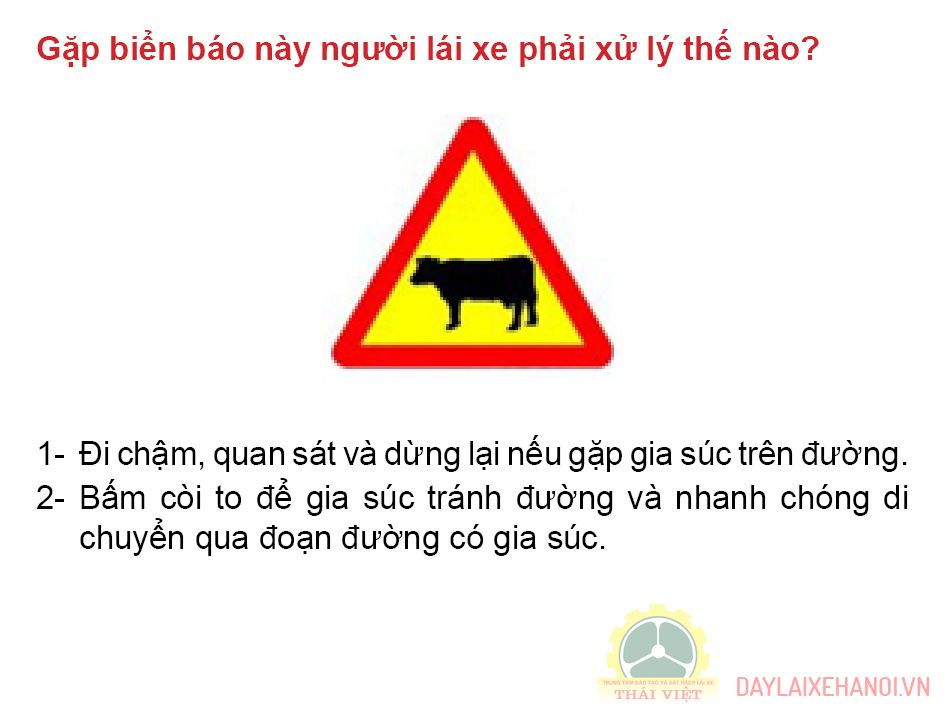 Gặp biển báo này người lái xe phải xử lý thế nào?
1- Đi chậm, quan sát và dừng lại nếu gặp gia súc trên đường.
2- Bấm còi to để gia súc tránh đường và nhanh chóng di
chuyển qua đoạn đường có gia súc.
TRUNG TÂM ĐÀO TẠO VÀ SÁT HẠCH LÁI XE
THÁI VIỆT
DAYLAIXEHANOI.VN